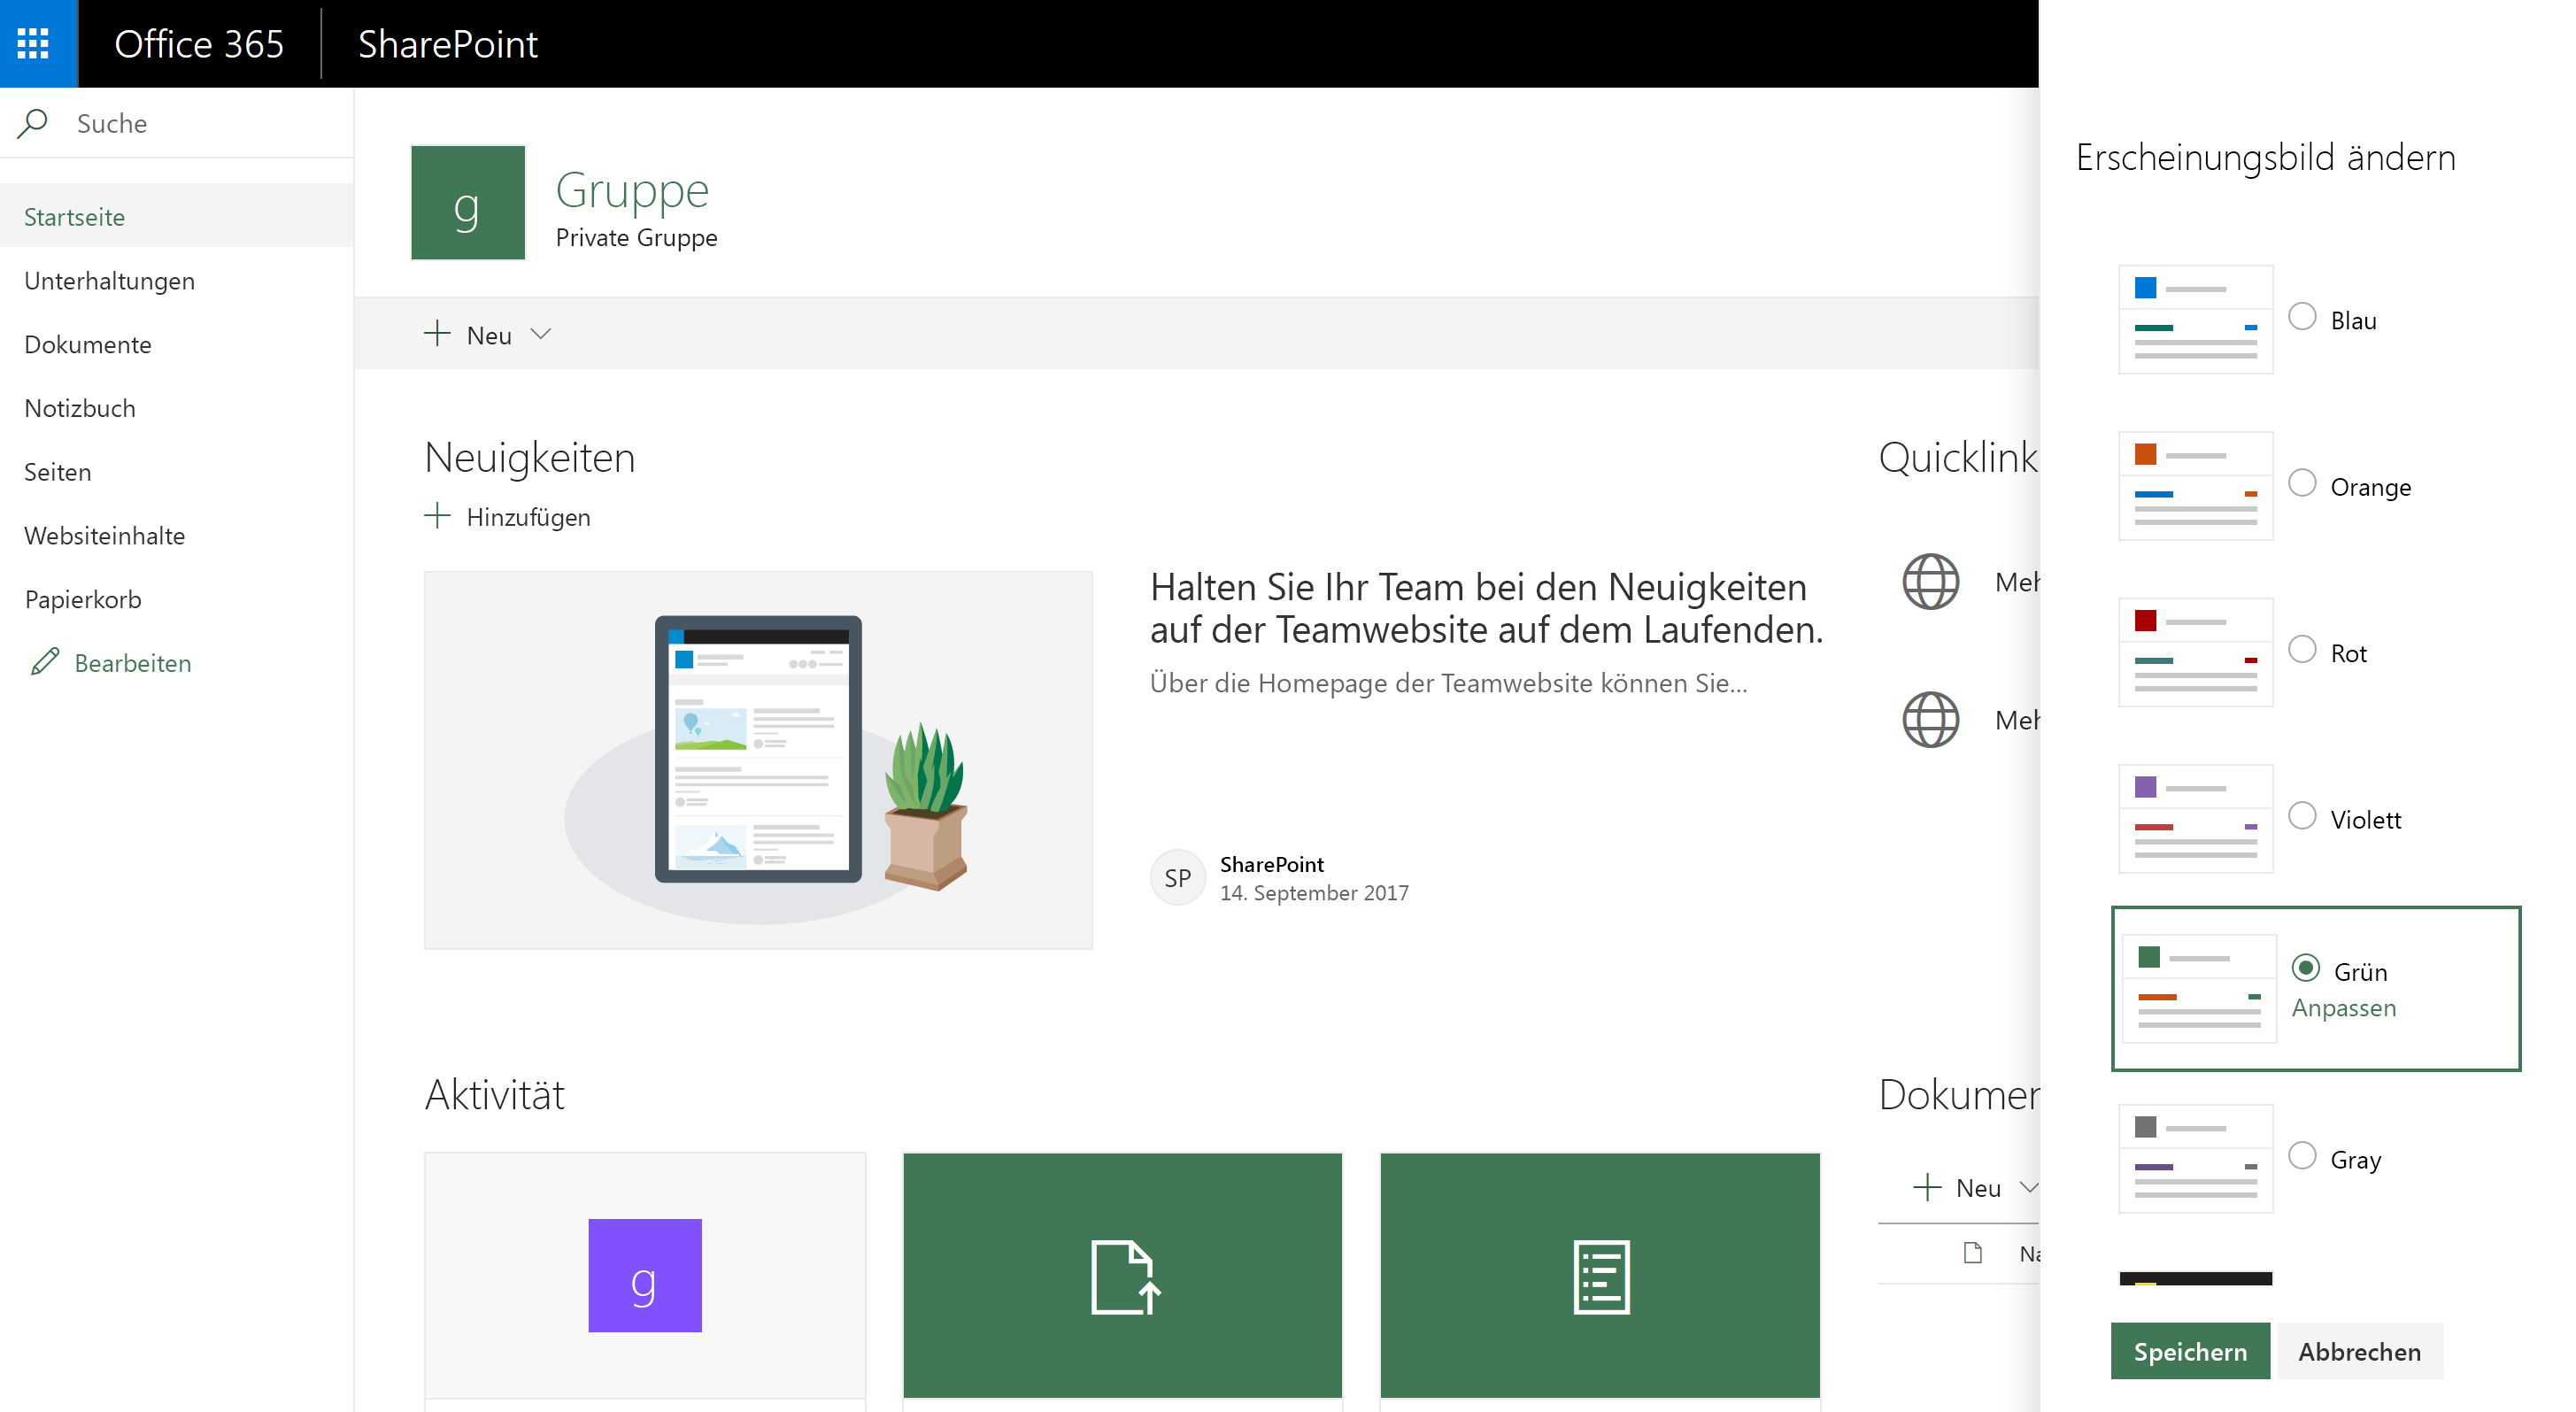 Office 365
SharePoint
Suche
Startseite
Unterhaltungen
Dokumente
Notizbuch
Seiten
Websiteinhalte
Papierkorb
Bearbeiten
g
Gruppe
Private Gruppe
Neu
Neuigkeiten
Hinzufügen
Halten Sie Ihr Team bei den Neuigkeiten
auf der Teamwebsite auf dem Laufenden.
Über die Homepage der Teamwebsite können Sie...
SP
SharePoint
14. September 2017
Quicklink
Meh
Meh
Aktivität
g
Dokumen
Neu
Na
Erscheinungsbild ändern
Blau
Orange
Rot
Violett
Grün
Anpassen
Gray
Speichern
Abbrechen